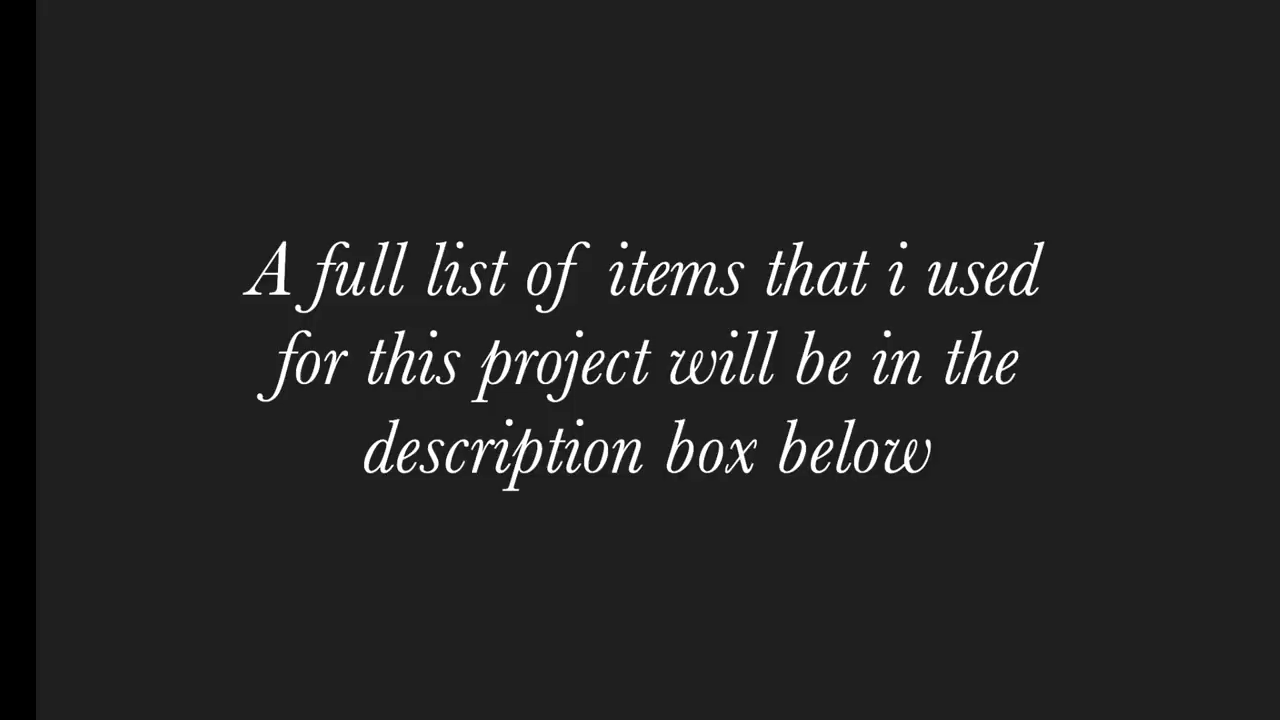 A full list of items that i used
for this project will be in the
description box below